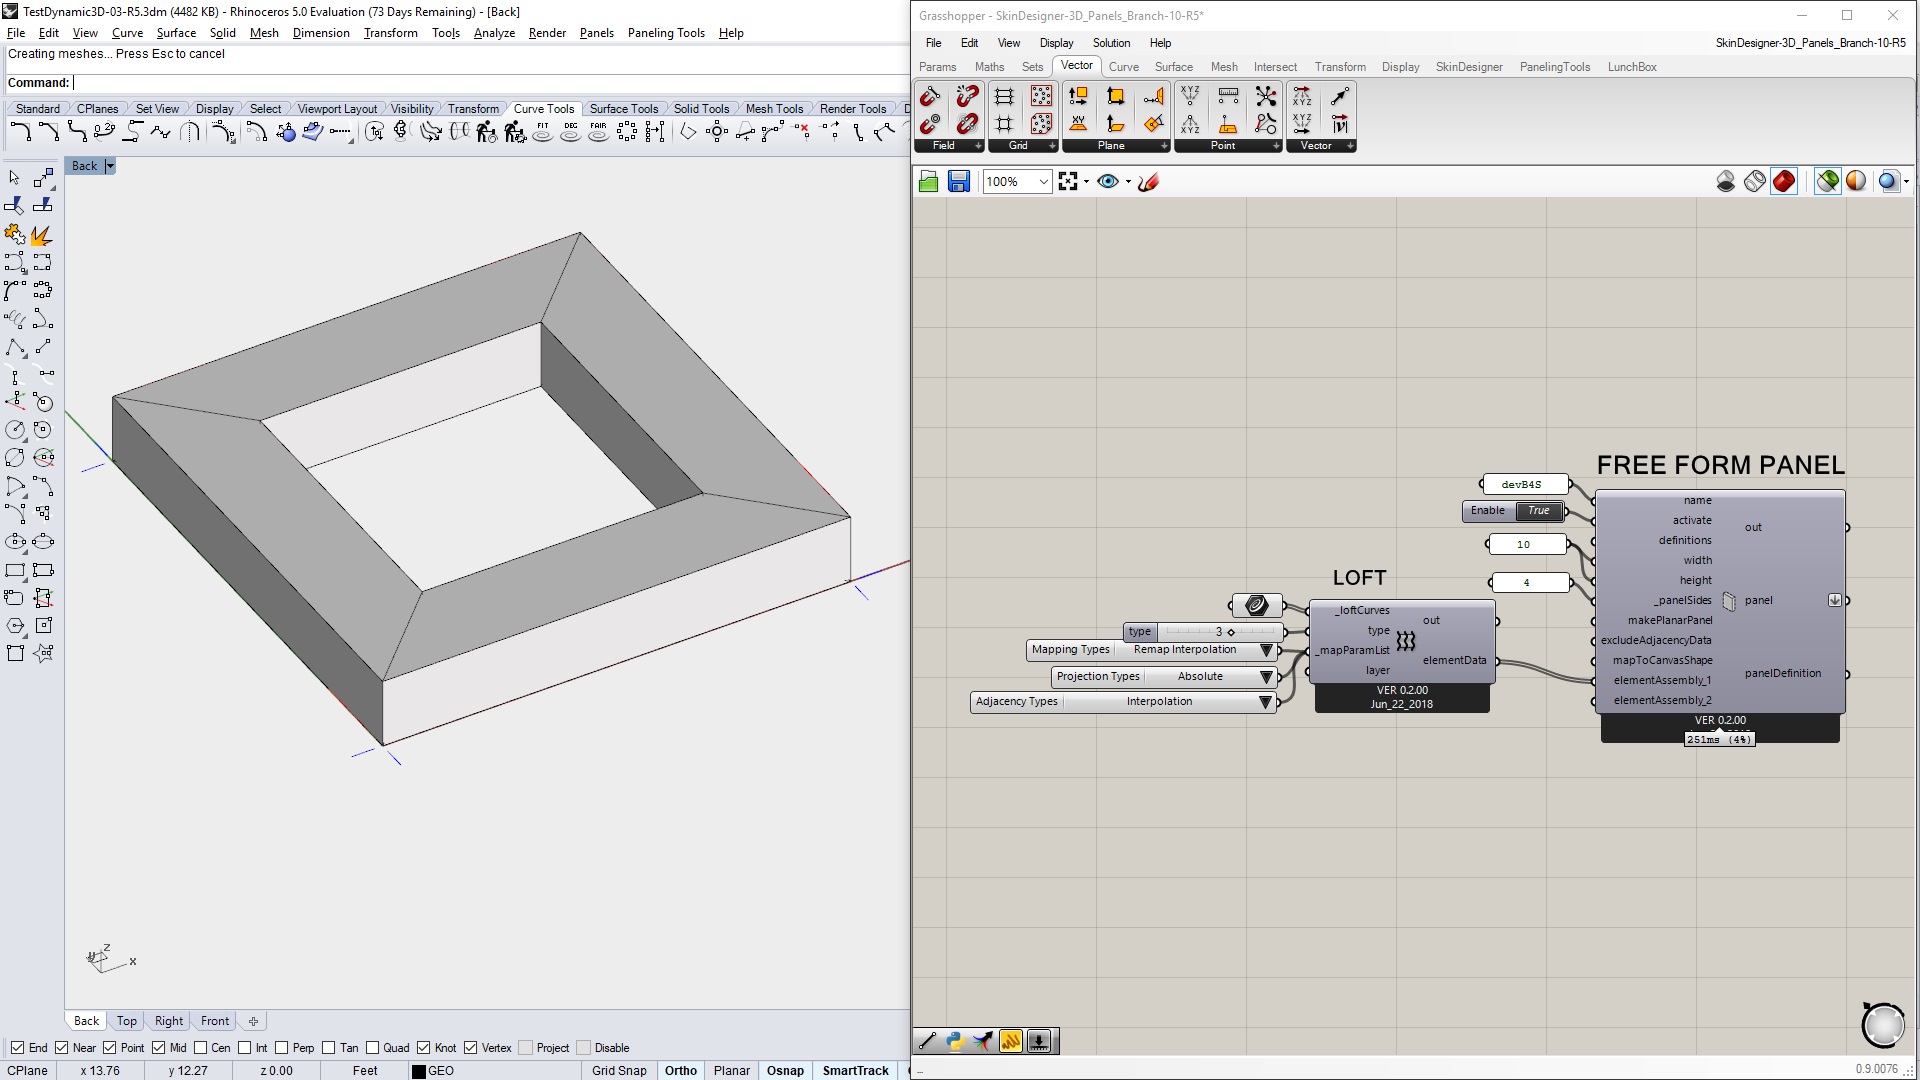 TestDynamic3D-03-R5.3dm (4482 KB) - Rhinoceros 5.0 Evaluation (73 Days Remaining) - [Back]
File Edit View Curve Surface Solid Mesh Dimension Transform Tools Analyze Render Panels Paneling Tools Help
Creating meshes... Press Esc to cancel
Command:
Standard CPlanes Set View Display Select Viewport Layout Visibility Transform Curve Tools Surface Tools Solid Tools Mesh Tools Render Tools D
FIT DEG FAIR
Back
z
y
x
Back Top Right Front
End Near Point Mid Cen Int Perp Tan Quad Knot Vertex Project Disable
CPlane x 13.76 y 12.27 z 0.00 Feet GEO Grid Snap Ortho Planar Osnap SmartTrack
Grasshopper - SkinDesigner-3D_Panels_Branch-10-R5*
File Edit View Display Solution Help
SkinDesigner-3D_Panels_Branch-10-R5
Params Maths Sets Vector Curve Surface Mesh Intersect Transform Display SkinDesigner PanelingTools LunchBox
XYZ
XY
XYZ
XYZ
XYZ
Field Grid Plane Point Vector
100%
FREE FORM PANEL
devB4S
Enable True
10
4
name
activate
definitions
width
height
_panelSides
makePlanarPanel
excludeAdjacencyData
mapToCanvasShape
elementAssembly_1
elementAssembly_2
out
panel
panelDefinition
VER 0.2.00
251ms (4%)
LOFT
_loftCurves
type
_mapParamList
layer
out
elementData
VER 0.2.00
Jun_22_2018
type 3
Mapping Types Remap Interpolation
Projection Types Absolute
Adjacency Types Interpolation
0.9.0076